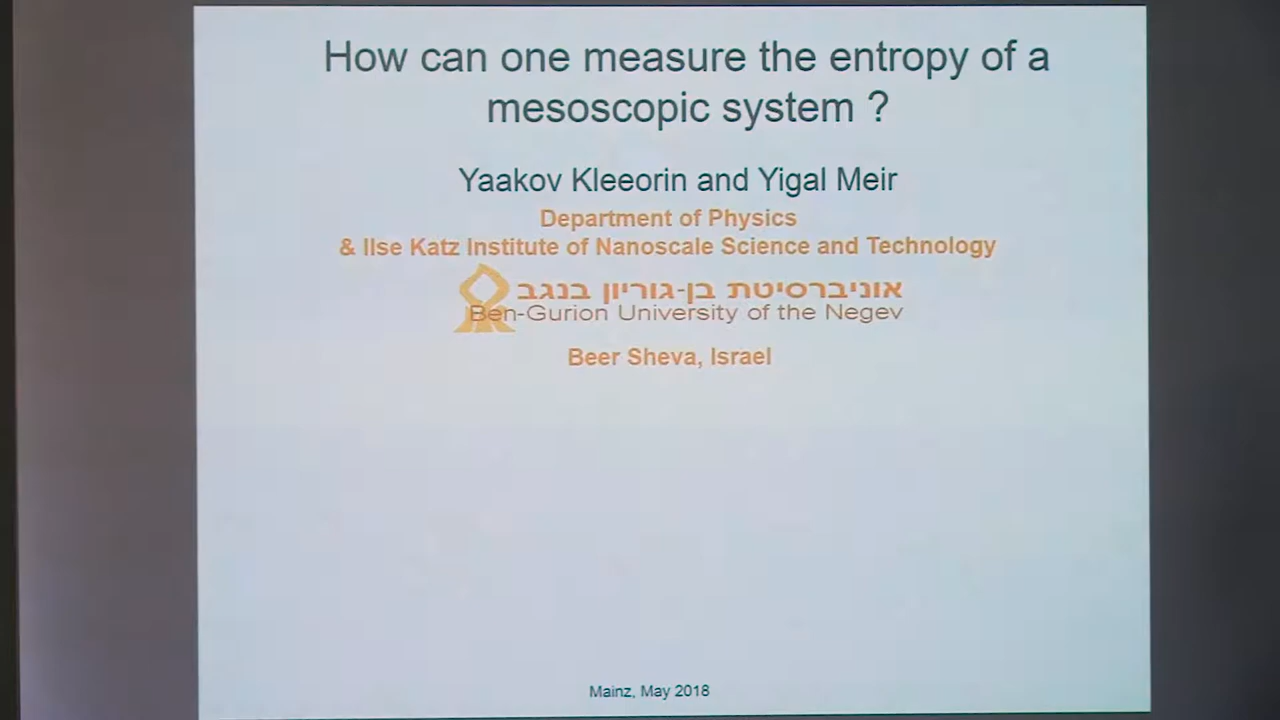 How can one measure the entropy of a
mesoscopic system ?
Yaakov Kleeorin and Yigal Meir
Department of Physics
& Ilse Katz Institute of Nanoscale Science and Technology
אוניברסיטת בן-גוריון בנגב
Ben-Gurion University of the Negev
Beer Sheva, Israel
Mainz, May 2018